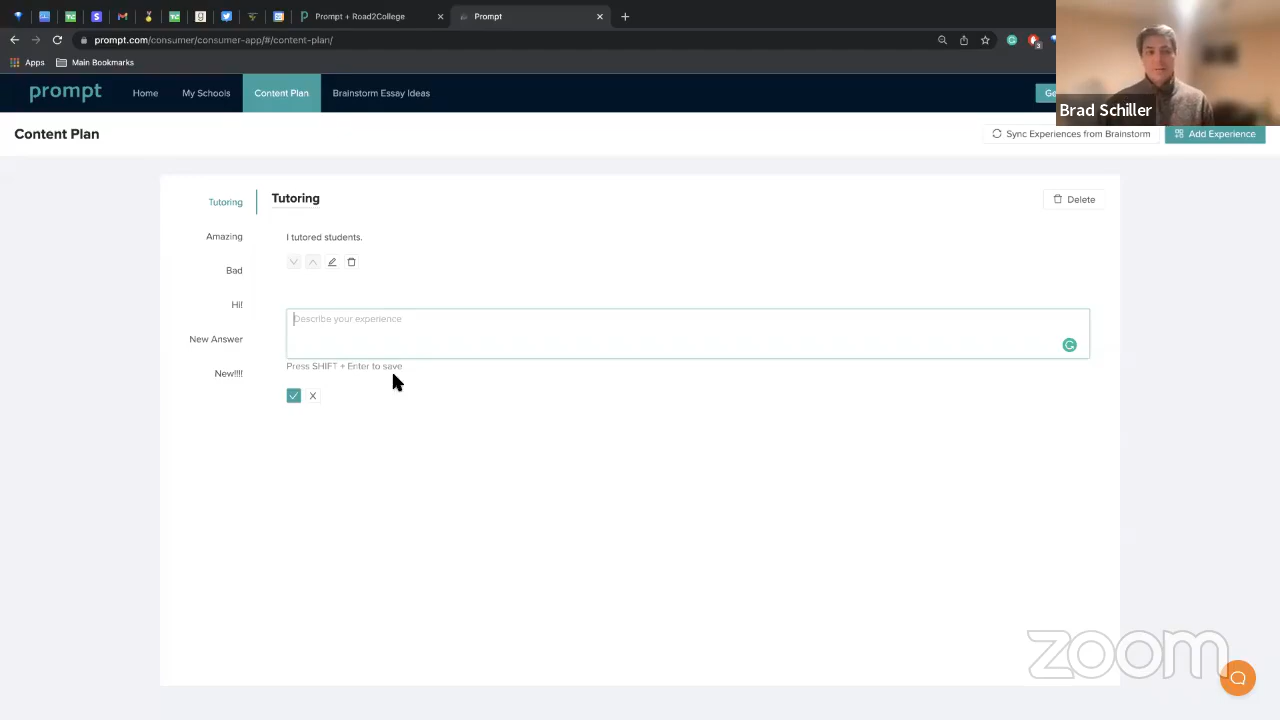 Prompt + Road2College
Prompt
prompt.com/consumer/consumer-app/#/content-plan/
3
Apps
Main Bookmarks
prompt
Home
My Schools
Content Plan
Brainstorm Essay Ideas
Ge
Brad Schiller
Content Plan
Sync Experiences from Brainstorm
Add Experience
Tutoring
Amazing
Bad
Hi!
New Answer
New!!!!
Tutoring
Delete
I tutored students.
Describe your experience
Press SHIFT + Enter to save
zoom